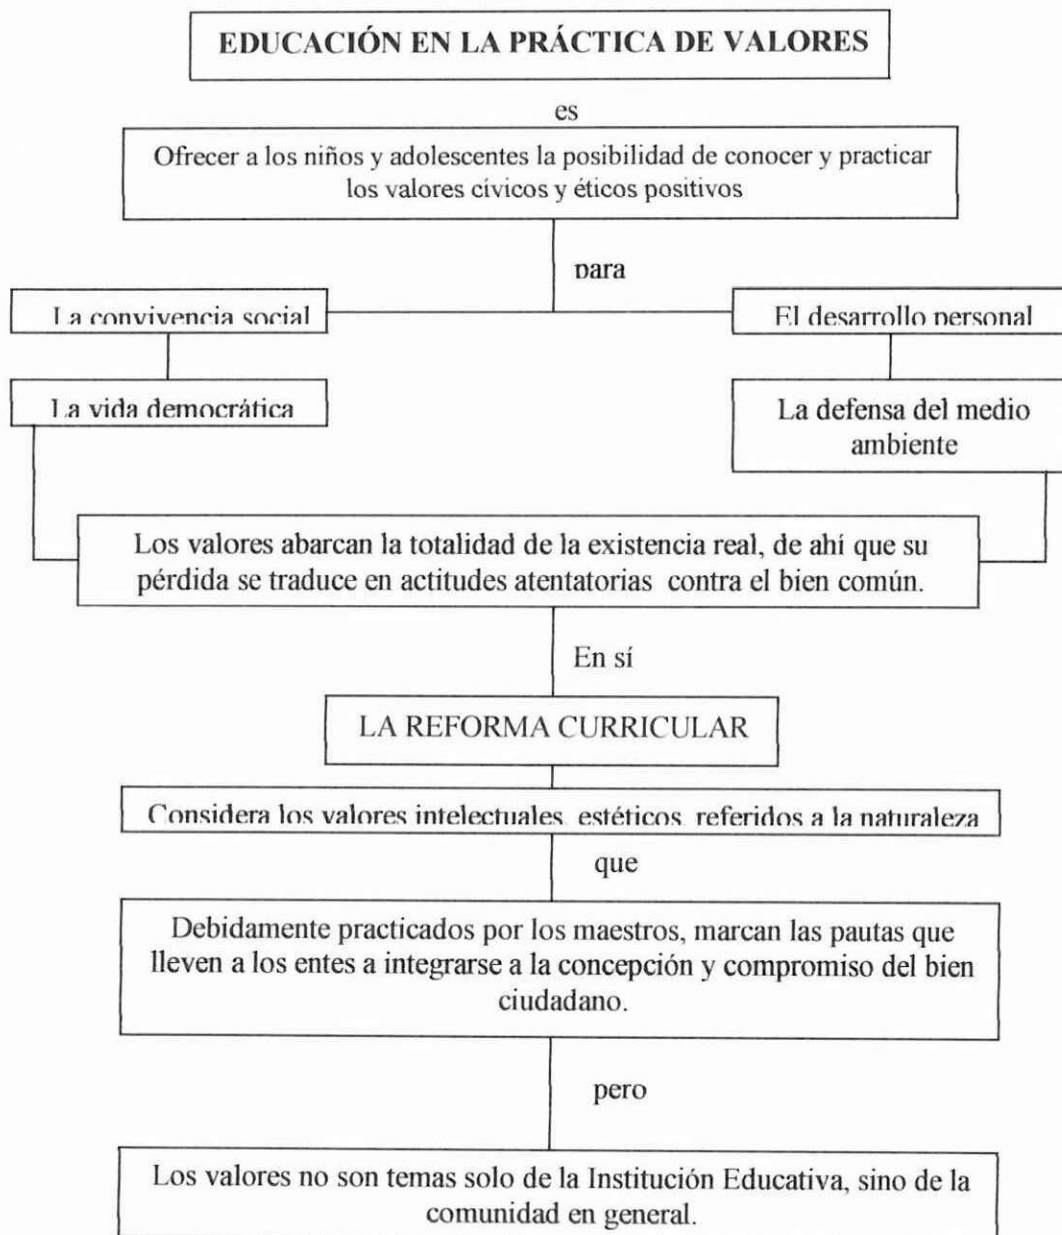 EDUCACIÓN EN LA PRÁCTICA DE VALORES
es
Ofrecer a los niños y adolescentes la posibilidad de conocer y practicar
los valores cívicos y éticos positivos
para
La convivencia social
El desarrollo personal
La vida democrática
La defensa del medio
ambiente
Los valores abarcan la totalidad de la existencia real, de ahí que su
pérdida se traduce en actitudes atentatorias contra el bien común.
En sí
LA REFORMA CURRICULAR
Considera los valores intelectuales estéticos referidos a la naturaleza
que
Debidamente practicados por los maestros, marcan las pautas que
lleven a los entes a integrarse a la concepción y compromiso del bien
ciudadano.
pero
Los valores no son temas solo de la Institución Educativa, sino de la
comunidad en general.